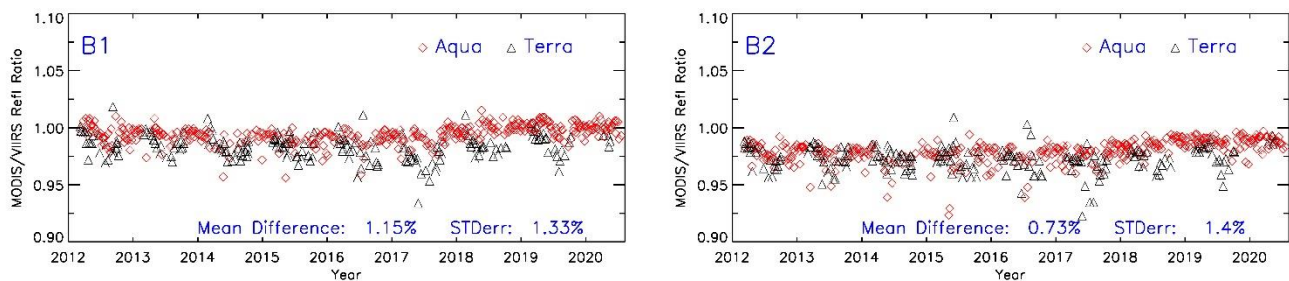 B1
◇ Aqua △ Terra
MODIS/VIIRS Refl Ratio
1.10
1.05
1.00
0.95
0.90
Mean Difference: 1.15% STDerr: 1.33%
2012 2013 2014 2015 2016 2017 2018 2019 2020
Year
B2
◇ Aqua △ Terra
MODIS/VIIRS Refl Ratio
1.10
1.05
1.00
0.95
0.90
Mean Difference: 0.73% STDerr: 1.4%
2012 2013 2014 2015 2016 2017 2018 2019 2020
Year